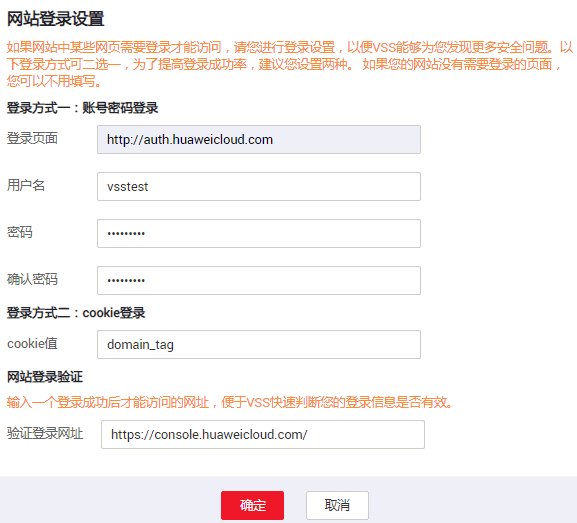 网站登录设置
如果网站中某些网页需要登录才能访问，请您进行登录设置，以便VSS能够为您发现更多安全问题。以
下登录方式可二选一，为了提高登录成功率，建议您设置两种。 如果您的网站没有需要登录的页面，
您可以不用填写。
登录方式一：账号密码登录
登录页面 http://auth.huaweicloud.com
用户名 vsstest
密码 •••••••••
确认密码 •••••••••
登录方式二：cookie登录
cookie值 domain_tag
网站登录验证
输入一个登录成功后才能访问的网址，便于VSS快速判断您的登录信息是否有效。
验证登录网址 https://console.huaweicloud.com/
确定 取消